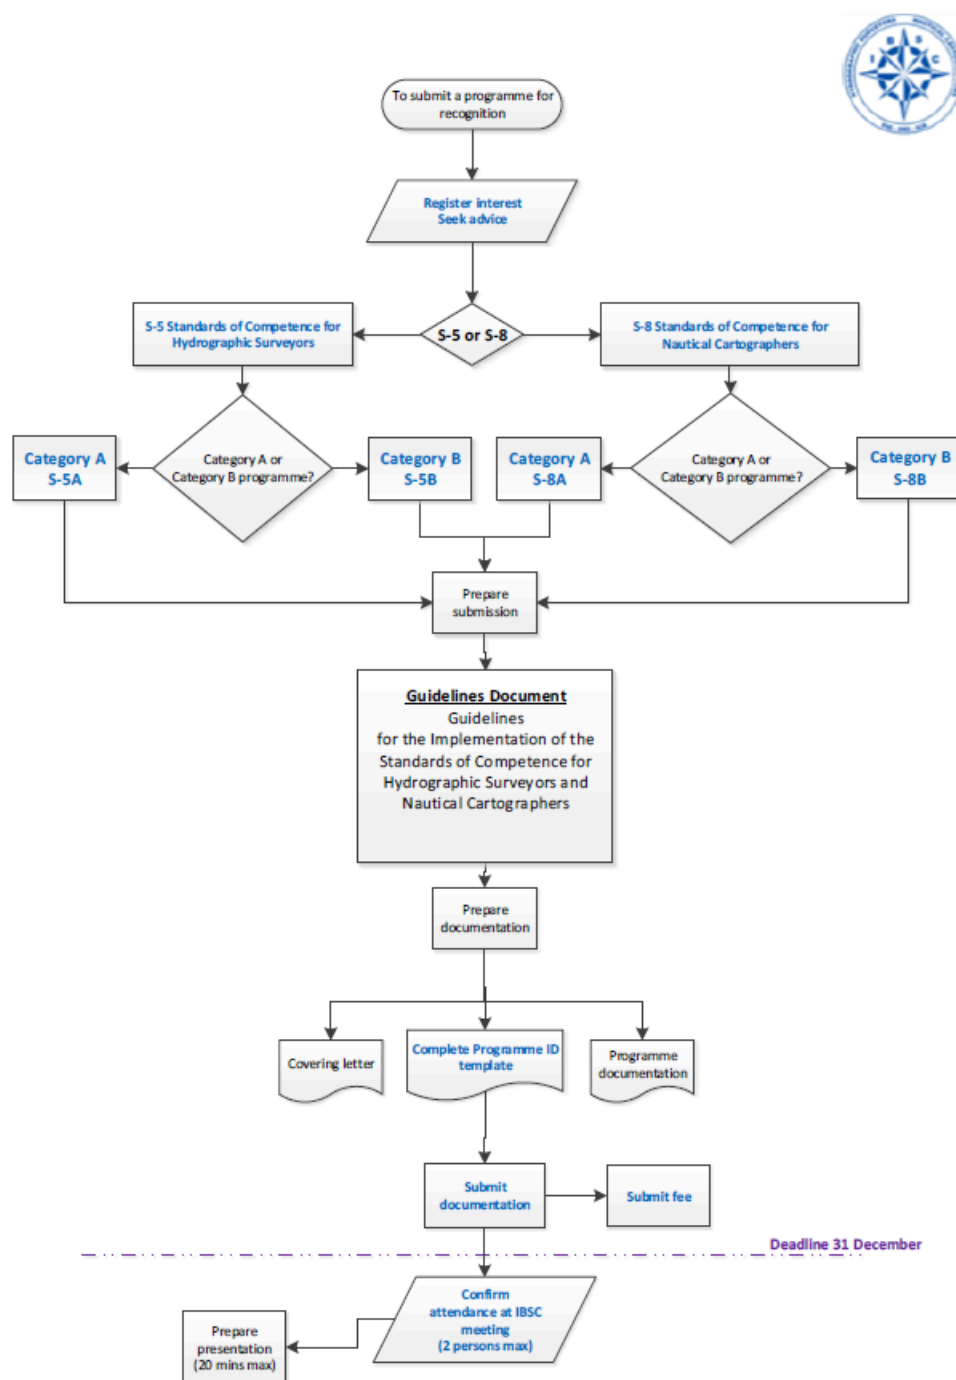 I B S C
To submit a programme for
recognition
Register interest
Seek advice
S-5 Standards of Competence for
Hydrographic Surveyors
S-5 or S-8
S-8 Standards of Competence for
Nautical Cartographers
Category A
S-5A
Category A or
Category B programme?
Category B
S-5B
Category A
S-8A
Category A or
Category B programme?
Category B
S-8B
Prepare
submission
Guidelines Document
Guidelines
for the Implementation of the
Standards of Competence for
Hydrographic Surveyors and
Nautical Cartographers
Prepare
documentation
Covering letter
Complete Programme ID
template
Programme
documentation
Submit
documentation
Submit fee
Deadline 31 December
Confirm
attendance at IBSC
meeting
(2 persons max)
Prepare
presentation
(20 mins max)